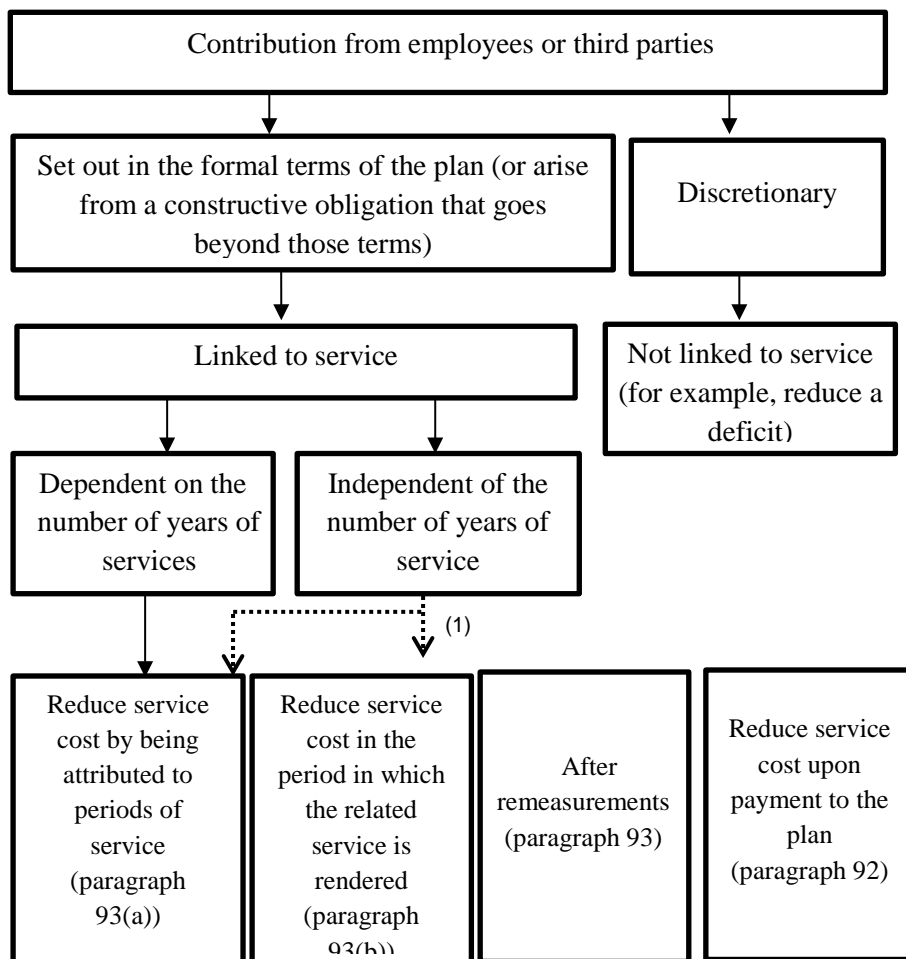 Contribution from employees or third parties
Set out in the formal terms of the plan (or arise
from a constructive obligation that goes
beyond those terms)
Discretionary
Linked to service
Not linked to service
(for example, reduce a
deficit)
Dependent on the
number of years of
services
Independent of the
number of years of
service
(1)
Reduce service
cost by being
attributed to
periods of
service
(paragraph
93(a))
Reduce service
cost in the
period in which
the related
service is
rendered
(paragraph
93(b))
After
remeasurements
(paragraph 93)
Reduce service
cost upon
payment to the
plan
(paragraph 92)